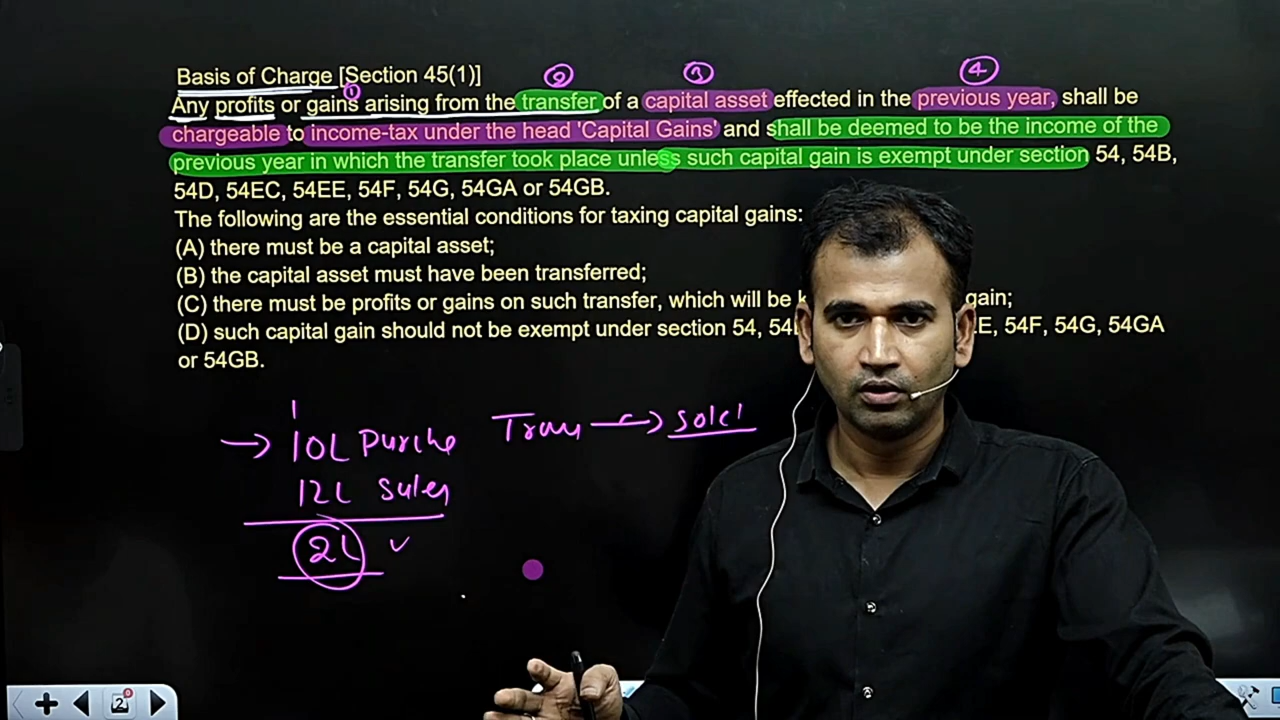 Basis of Charge [Section 45(1)]
① ② ③ ④
Any profits or gains arising from the transfer of a capital asset effected in the previous year, shall be
chargeable to income-tax under the head 'Capital Gains' and shall be deemed to be the income of the
previous year in which the transfer took place unless such capital gain is exempt under section 54, 54B,
54D, 54EC, 54EE, 54F, 54G, 54GA or 54GB.
The following are the essential conditions for taxing capital gains:
(A) there must be a capital asset;
(B) the capital asset must have been transferred;
(C) there must be profits or gains on such transfer, which will be gain;
(D) such capital gain should not be exempt under section 54, E, 54F, 54G, 54GA
or 54GB.
10L
12L
2L
2